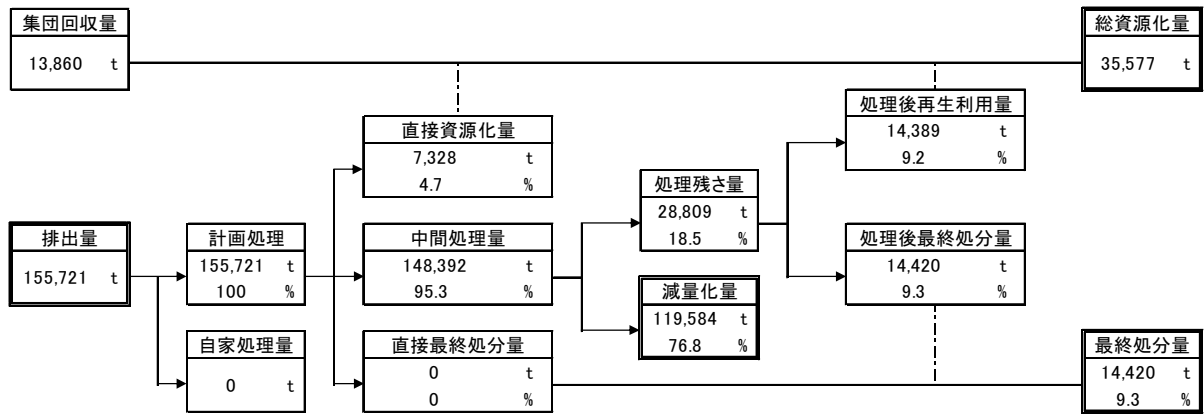 集団回収量
13,860 t
総資源化量
35,577 t
直接資源化量
7,328 t
4.7 %
処理後再生利用量
14,389 t
9.2 %
処理残さ量
28,809 t
18.5 %
排出量
155,721 t
計画処理
155,721 t
100 %
中間処理量
148,392 t
95.3 %
処理後最終処分量
14,420 t
9.3 %
減量化量
119,584 t
76.8 %
自家処理量
0 t
直接最終処分量
0 t
0 %
最終処分量
14,420 t
9.3 %